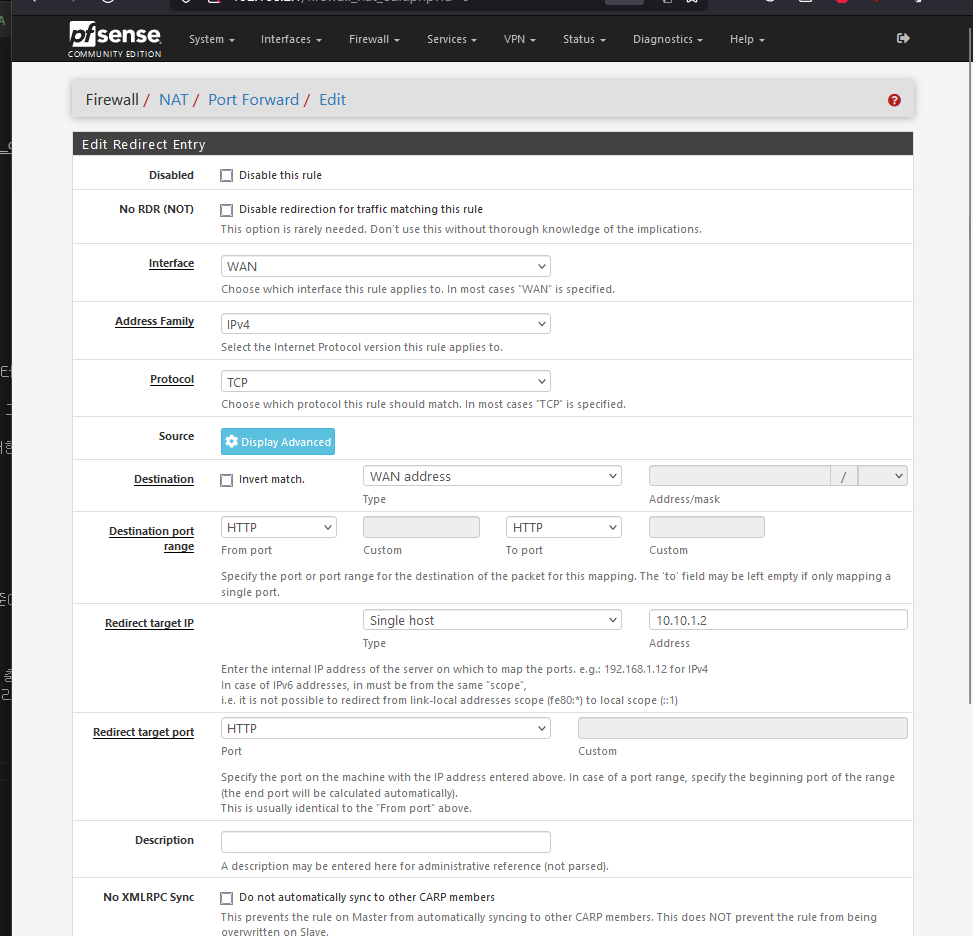 pfsense
COMMUNITY EDITION
System Interfaces Firewall Services VPN Status Diagnostics Help
Firewall / NAT / Port Forward / Edit
Edit Redirect Entry
Disabled Disable this rule
No RDR (NOT) Disable redirection for traffic matching this rule
This option is rarely needed. Don't use this without thorough knowledge of the implications.
Interface WAN
Choose which interface this rule applies to. In most cases "WAN" is specified.
Address Family IPv4
Select the Internet Protocol version this rule applies to.
Protocol TCP
Choose which protocol this rule should match. In most cases "TCP" is specified.
Source Display Advanced
Destination Invert match. WAN address /
Type Address/mask
Destination port range HTTP HTTP
From port Custom To port Custom
Specify the port or port range for the destination of the packet for this mapping. The 'to' field may be left empty if only mapping a
single port.
Redirect target IP Single host 10.10.1.2
Type Address
Enter the internal IP address of the server on which to map the ports. e.g.: 192.168.1.12 for IPv4
In case of IPv6 addresses, in must be from the same "scope",
i.e. it is not possible to redirect from link-local addresses scope (fe80:*) to local scope (::1)
Redirect target port HTTP
Port Custom
Specify the port on the machine with the IP address entered above. In case of a port range, specify the beginning port of the range
(the end port will be calculated automatically).
This is usually identical to the "From port" above.
Description
A description may be entered here for administrative reference (not parsed).
No XMLRPC Sync Do not automatically sync to other CARP members
This prevents the rule on Master from automatically syncing to other CARP members. This does NOT prevent the rule from being
overwritten on Slave.